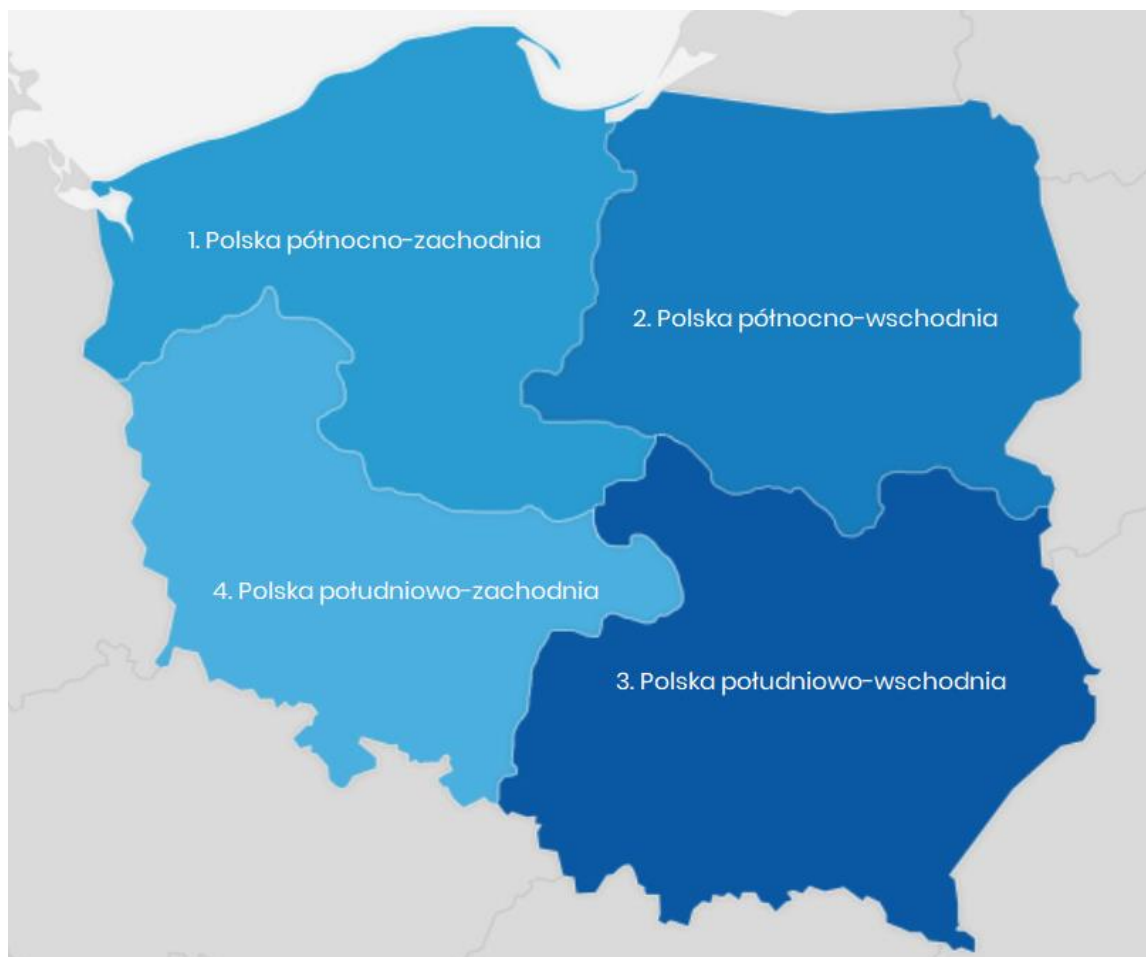 1. Polska północno-zachodnia
2. Polska północno-wschodnia
4. Polska południowo-zachodnia
3. Polska południowo-wschodnia